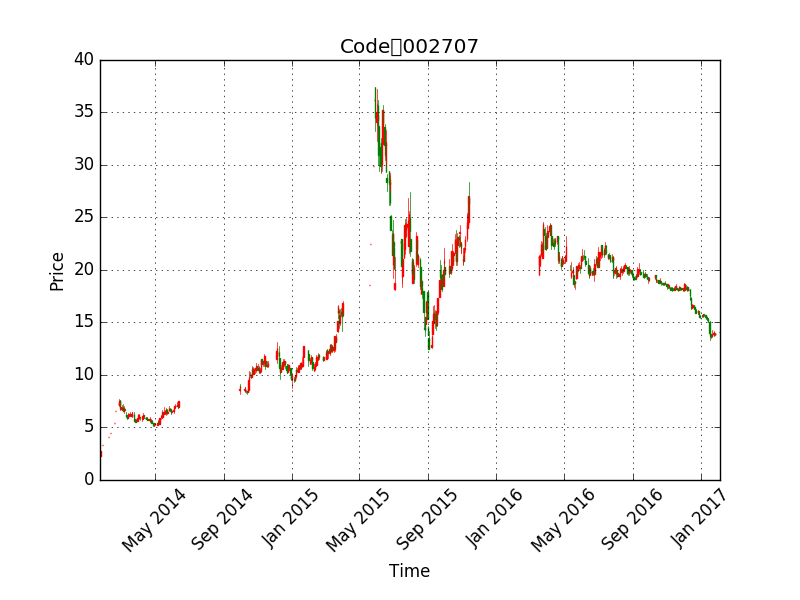 Code▯002707
40
35
30
25
20
15
10
5
0
Price
May 2014
Sep 2014
Jan 2015
May 2015
Sep 2015
Jan 2016
May 2016
Sep 2016
Jan 2017
Time